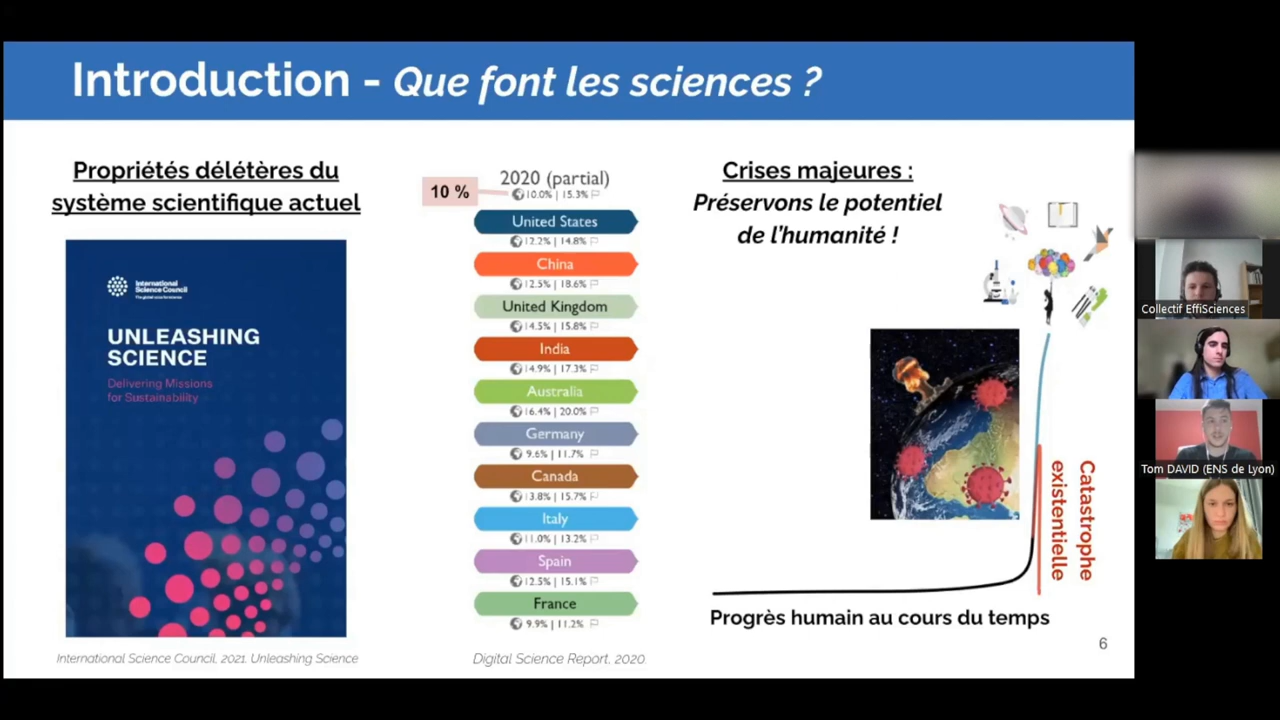 Introduction - Que font les sciences ?
Propriétés délétères du
système scientifique actuel
International
Science Council
The global voice for science
UNLEASHING
SCIENCE
Delivering Missions
for Sustainability
International Science Council, 2021. Unleashing Science
10 %
2020 (partial)
10.0% | 15.3%
United States
12.2% | 14.8%
China
12.5% | 18.6%
United Kingdom
14.5% | 15.8%
India
14.9% | 17.3%
Australia
16.4% | 20.0%
Germany
9.6% | 11.7%
Canada
13.8% | 15.7%
Italy
11.0% | 13.2%
Spain
12.5% | 15.1%
France
9.9% | 11.2%
Digital Science Report. 2020.
Crises majeures :
Préservons le potentiel
de l'humanité !
Catastrophe
existentielle
Progrès humain au cours du temps
6
Collectif EffiSciences
Tom DAVID (ENS de Lyon)